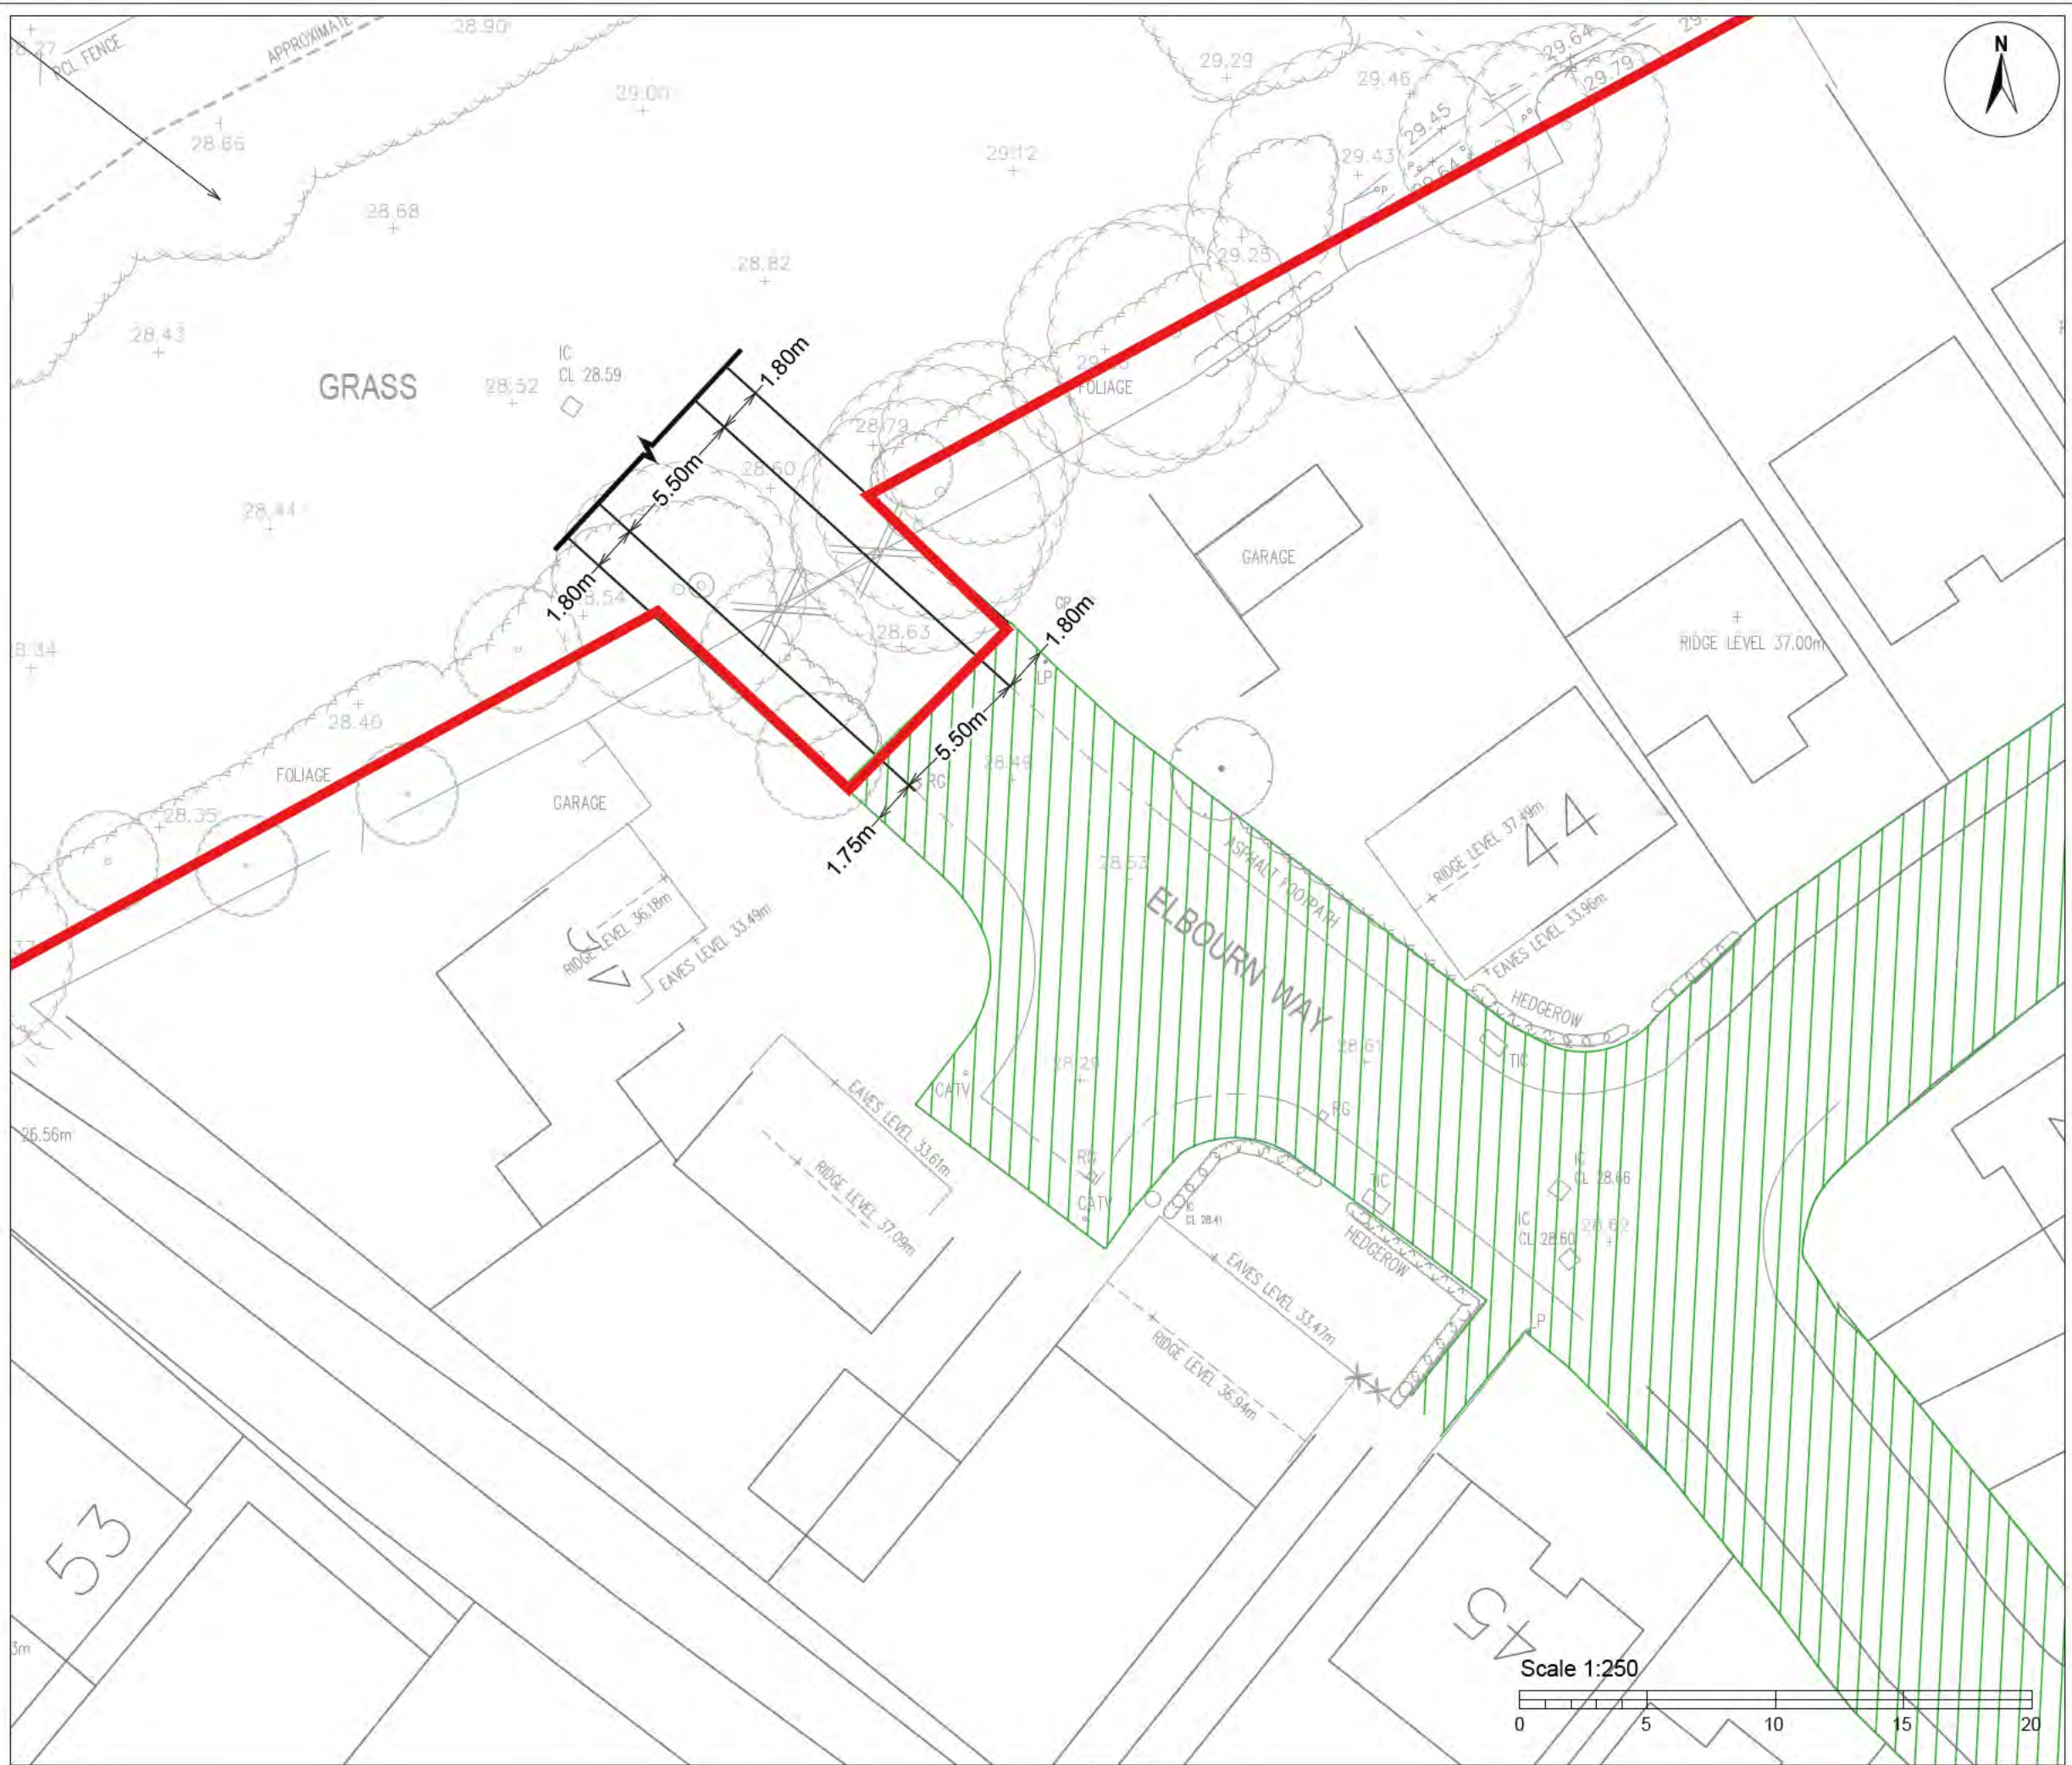 PCL FENCE
APPROXIMATE
28.90
29.29
29.46
29.64
29.79
N
29.00
28.66
29.12
29.45
29.43
29.64
28.68
29.25
28.82
28.43
IC
CL 28.59
GRASS
28.52
1.80m
FOLIAGE
28.79
28.60
5.50m
28.44
GARAGE
1.80m
28.54
28.63
1.80m
LP
RIDGE LEVEL 37.00m
28.40
5.50m
FOLIAGE
RG
GARAGE
28.35
1.75m
28.53
ASPHALT FOOTPATH
RIDGE LEVEL 37.49m
44
EAVES LEVEL 33.96m
ELBOURN WAY
RIDGE LEVEL 36.18m
EAVES LEVEL 33.49m
HEDGEROW
TIC
28.61
CATV
EAVES LEVEL 33.61m
RIDGE LEVEL 37.09m
RG
26.56m
RG
CATV
TIC
IC
CL 28.41
IC
CL 28.66
IC
CL 28.60
28.62
HEDGEROW
EAVES LEVEL 33.47m
RIDGE LEVEL 36.94m
LP
53
45
3m
Scale 1:250
0 5 10 15 20